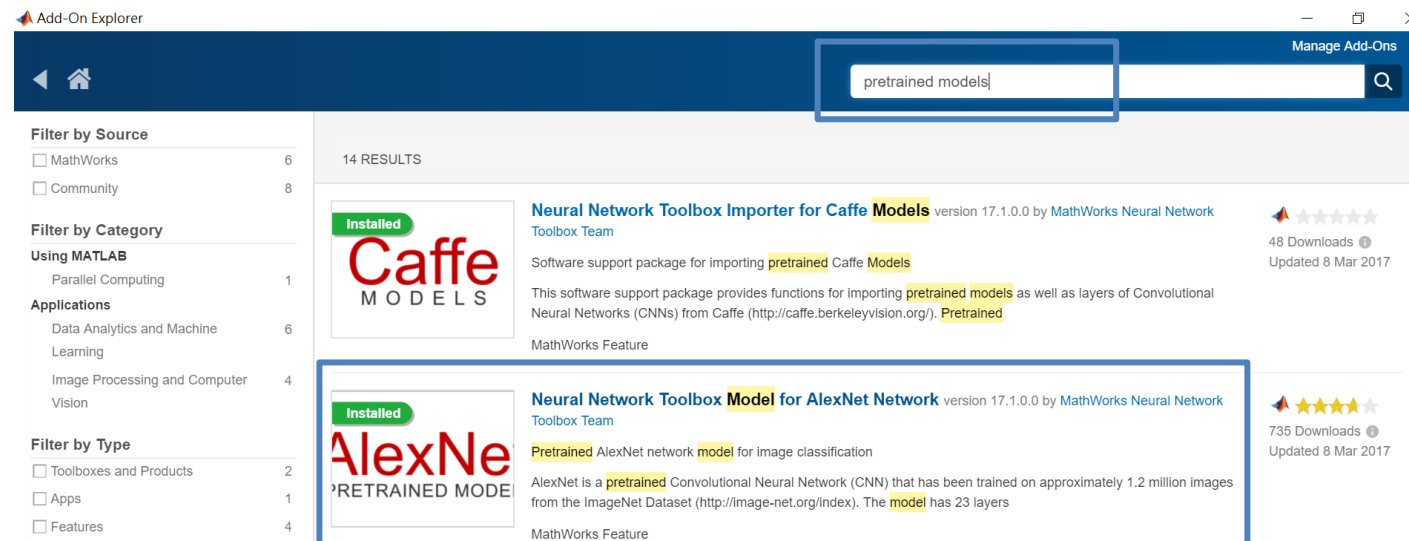 Add-On Explorer
Manage Add-Ons
pretrained models
Filter by Source
MathWorks 6
Community 8
Filter by Category
Using MATLAB
Parallel Computing 1
Applications
Data Analytics and Machine 6
Learning
Image Processing and Computer 4
Vision
Filter by Type
Toolboxes and Products 2
Apps 1
Features 4
14 RESULTS
Installed
Caffe
MODELS
Neural Network Toolbox Importer for Caffe Models version 17.1.0.0 by MathWorks Neural Network
Toolbox Team
Software support package for importing pretrained Caffe Models
This software support package provides functions for importing pretrained models as well as layers of Convolutional
Neural Networks (CNNs) from Caffe (http://caffe.berkeleyvision.org/). Pretrained
MathWorks Feature
48 Downloads
Updated 8 Mar 2017
Installed
AlexNe
PRETRAINED MODE
Neural Network Toolbox Model for AlexNet Network version 17.1.0.0 by MathWorks Neural Network
Toolbox Team
Pretrained AlexNet network model for image classification
AlexNet is a pretrained Convolutional Neural Network (CNN) that has been trained on approximately 1.2 million images
from the ImageNet Dataset (http://image-net.org/index). The model has 23 layers
MathWorks Feature
735 Downloads
Updated 8 Mar 2017